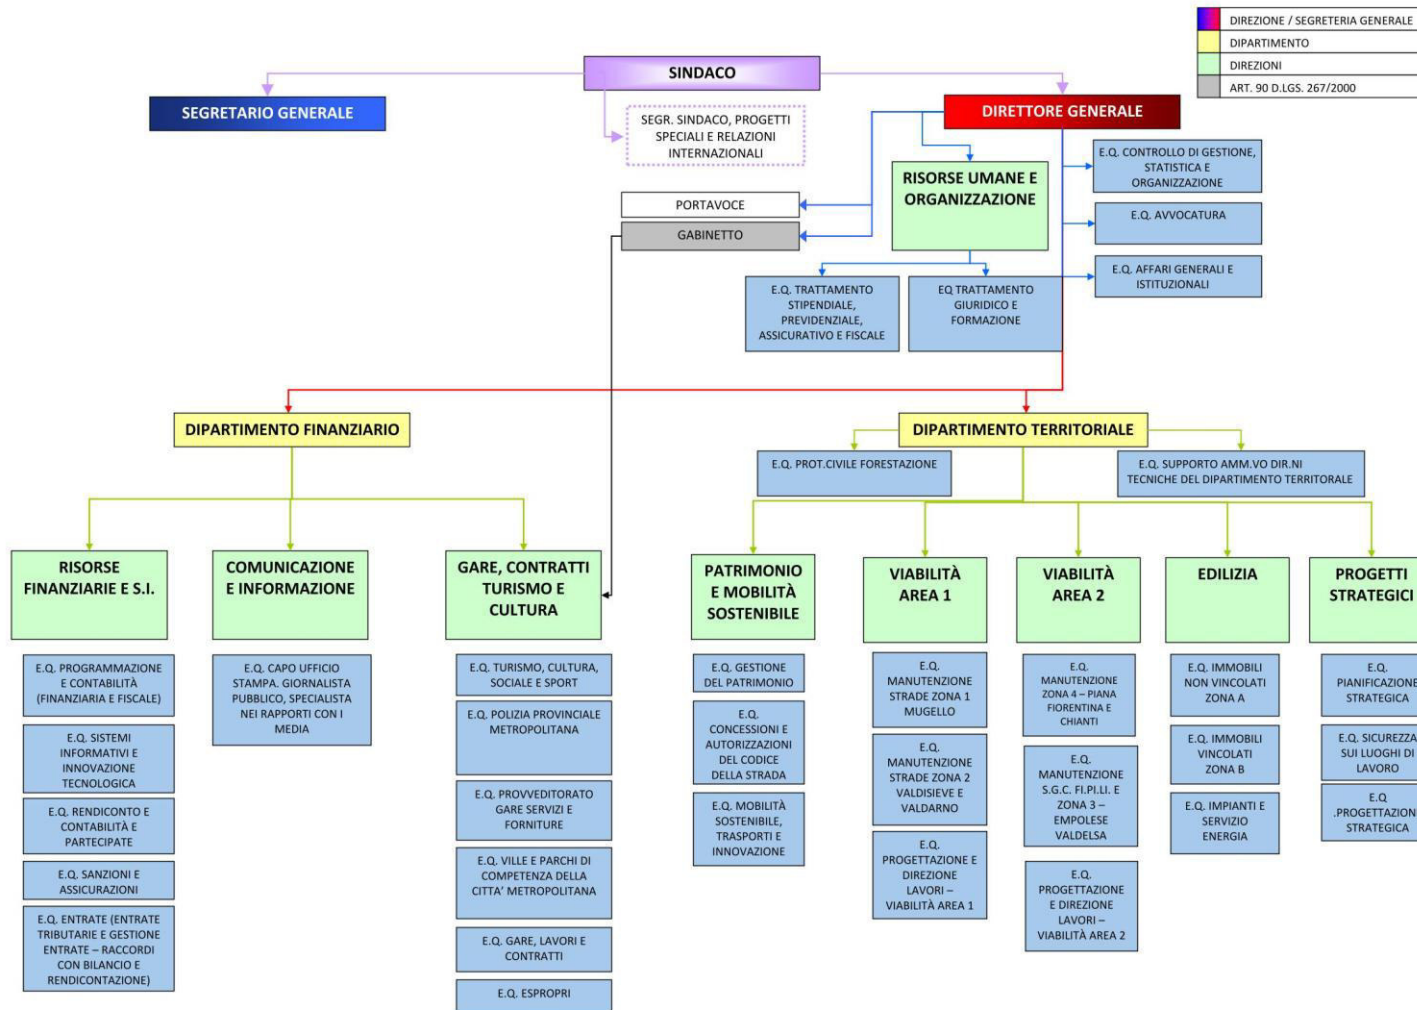 DIREZIONE / SEGRETERIA GENERALE
DIPARTIMENTO
DIREZIONI
ART. 90 D.LGS. 267/2000
SINDACO
SEGRETARIO GENERALE
DIRETTORE GENERALE
SEGR. SINDACO, PROGETTI
SPECIALI E RELAZIONI
INTERNAZIONALI
E.Q. CONTROLLO DI GESTIONE,
STATISTICA E
ORGANIZZAZIONE
RISORSE UMANE E
ORGANIZZAZIONE
PORTAVOCE
E.Q. AVVOCATURA
GABINETTO
E.Q. AFFARI GENERALI E
ISTITUZIONALI
E.Q. TRATTAMENTO
STIPENDIALE,
PREVIDENZIALE,
ASSICURATIVO E FISCALE
EQ TRATTAMENTO
GIURIDICO E
FORMAZIONE
DIPARTIMENTO FINANZIARIO
DIPARTIMENTO TERRITORIALE
E.Q. PROT.CIVILE FORESTAZIONE
E.Q. SUPPORTO AMM.VO DIR.NI
TECNICHE DEL DIPARTIMENTO TERRITORALE
RISORSE
FINANZIARIE E S.I.
COMUNICAZIONE
E INFORMAZIONE
GARE, CONTRATTI
TURISMO E
CULTURA
PATRIMONIO
E MOBILITÀ
SOSTENIBILE
VIABILITÀ
AREA 1
VIABILITÀ
AREA 2
EDILIZIA
PROGETTI
STRATEGICI
E.Q. PROGRAMMAZIONE
E CONTABILITÀ
(FINANZIARIA E FISCALE)
E.Q. SISTEMI
INFORMATIVI E
INNOVAZIONE
TECNOLOGICA
E.Q. RENDICONTO E
CONTABILITÀ E
PARTECIPATE
E.Q. SANZIONI E
ASSICURAZIONI
E.Q. ENTRATE (ENTRATE
TRIBUTARIE E GESTIONE
ENTRATE – RACCORDI
CON BILANCIO E
RENDICONTAZIONE)
E.Q. CAPO UFFICIO
STAMPA. GIORNALISTA
PUBBLICO, SPECIALISTA
NEI RAPPORTI CON I
MEDIA
E.Q. TURISMO, CULTURA,
SOCIALE E SPORT
E.Q. POLIZIA PROVINCIALE
METROPOLITANA
E.Q. PROVVEDITORATO
GARE SERVIZI E
FORNITURE
E.Q. VILLE E PARCHI DI
COMPETENZA DELLA
CITTA’ METROPOLITANA
E.Q. GARE, LAVORI E
CONTRATTI
E.Q. ESPROPRI
E.Q. GESTIONE
DEL PATRIMONIO
E.Q.
CONCESSIONI E
AUTORIZZAZIONI
DEL CODICE
DELLA STRADA
E.Q. MOBILITÀ
SOSTENIBILE,
TRASPORTI E
INNOVAZIONE
E.Q.
MANUTENZIONE
STRADE ZONA 1
MUGELLO
E.Q.
MANUTENZIONE
STRADE ZONA 2
VALDISIEVE E
VALDARNO
E.Q.
PROGETTAZIONE E
DIREZIONE
LAVORI – VIABILITÀ AREA 1
E.Q.
MANUTENZIONE
ZONA 4 – PIANA
FIORENTINA E
CHIANTI
E.Q.
MANUTENZIONE
S.G.C. FI.PI.LI. E
ZONA 3 –
EMPOLESE
VALDELSA
E.Q.
PROGETTAZIONE
E DIREZIONE
LAVORI –
VIABILITÀ AREA 2
E.Q. IMMOBILI
NON VINCOLATI
ZONA A
E.Q. IMMOBILI
VINCOLATI
ZONA B
E.Q. IMPIANTI E
SERVIZIO
ENERGIA
E.Q.
PIANIFICAZIONE
STRATEGICA
E.Q. SICUREZZA
SUI LUOGHI DI
LAVORO
E.Q
.PROGETTAZIONE
STRATEGICA